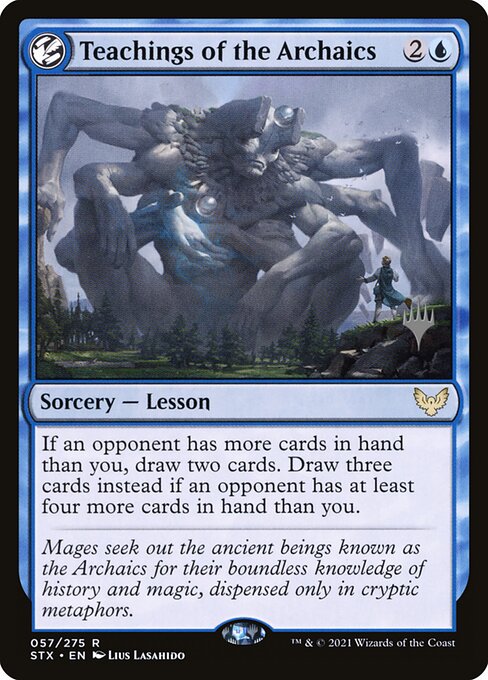 Teachings of the Archaics 2
Sorcery — Lesson
If an opponent has more cards in hand
than you, draw two cards. Draw three
cards instead if an opponent has at least
four more cards in hand than you.
Mages seek out the ancient beings known as
the Archaics for their boundless knowledge of
history and magic, dispensed only in cryptic
metaphors.
057/275 R
STX • EN Lius Lasahido
™ & © 2021 Wizards of the Coast